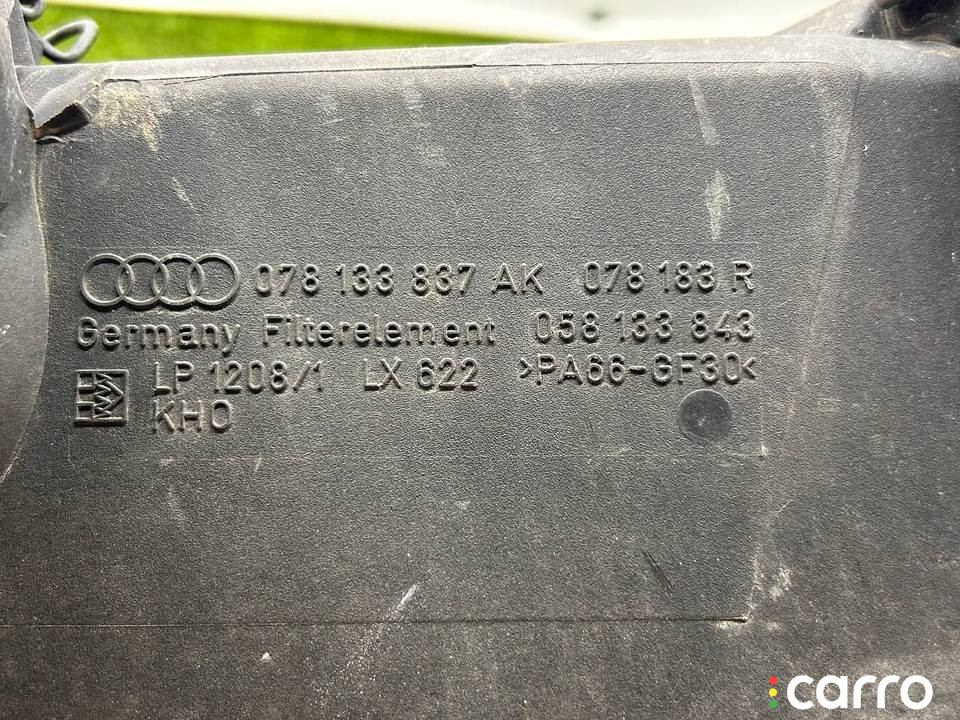 078 133 837 AK 078 183 R
Germany Filterelement 058 133 843
LP 1208/1 LX 622 >PA66-GF30<
KHO
carro